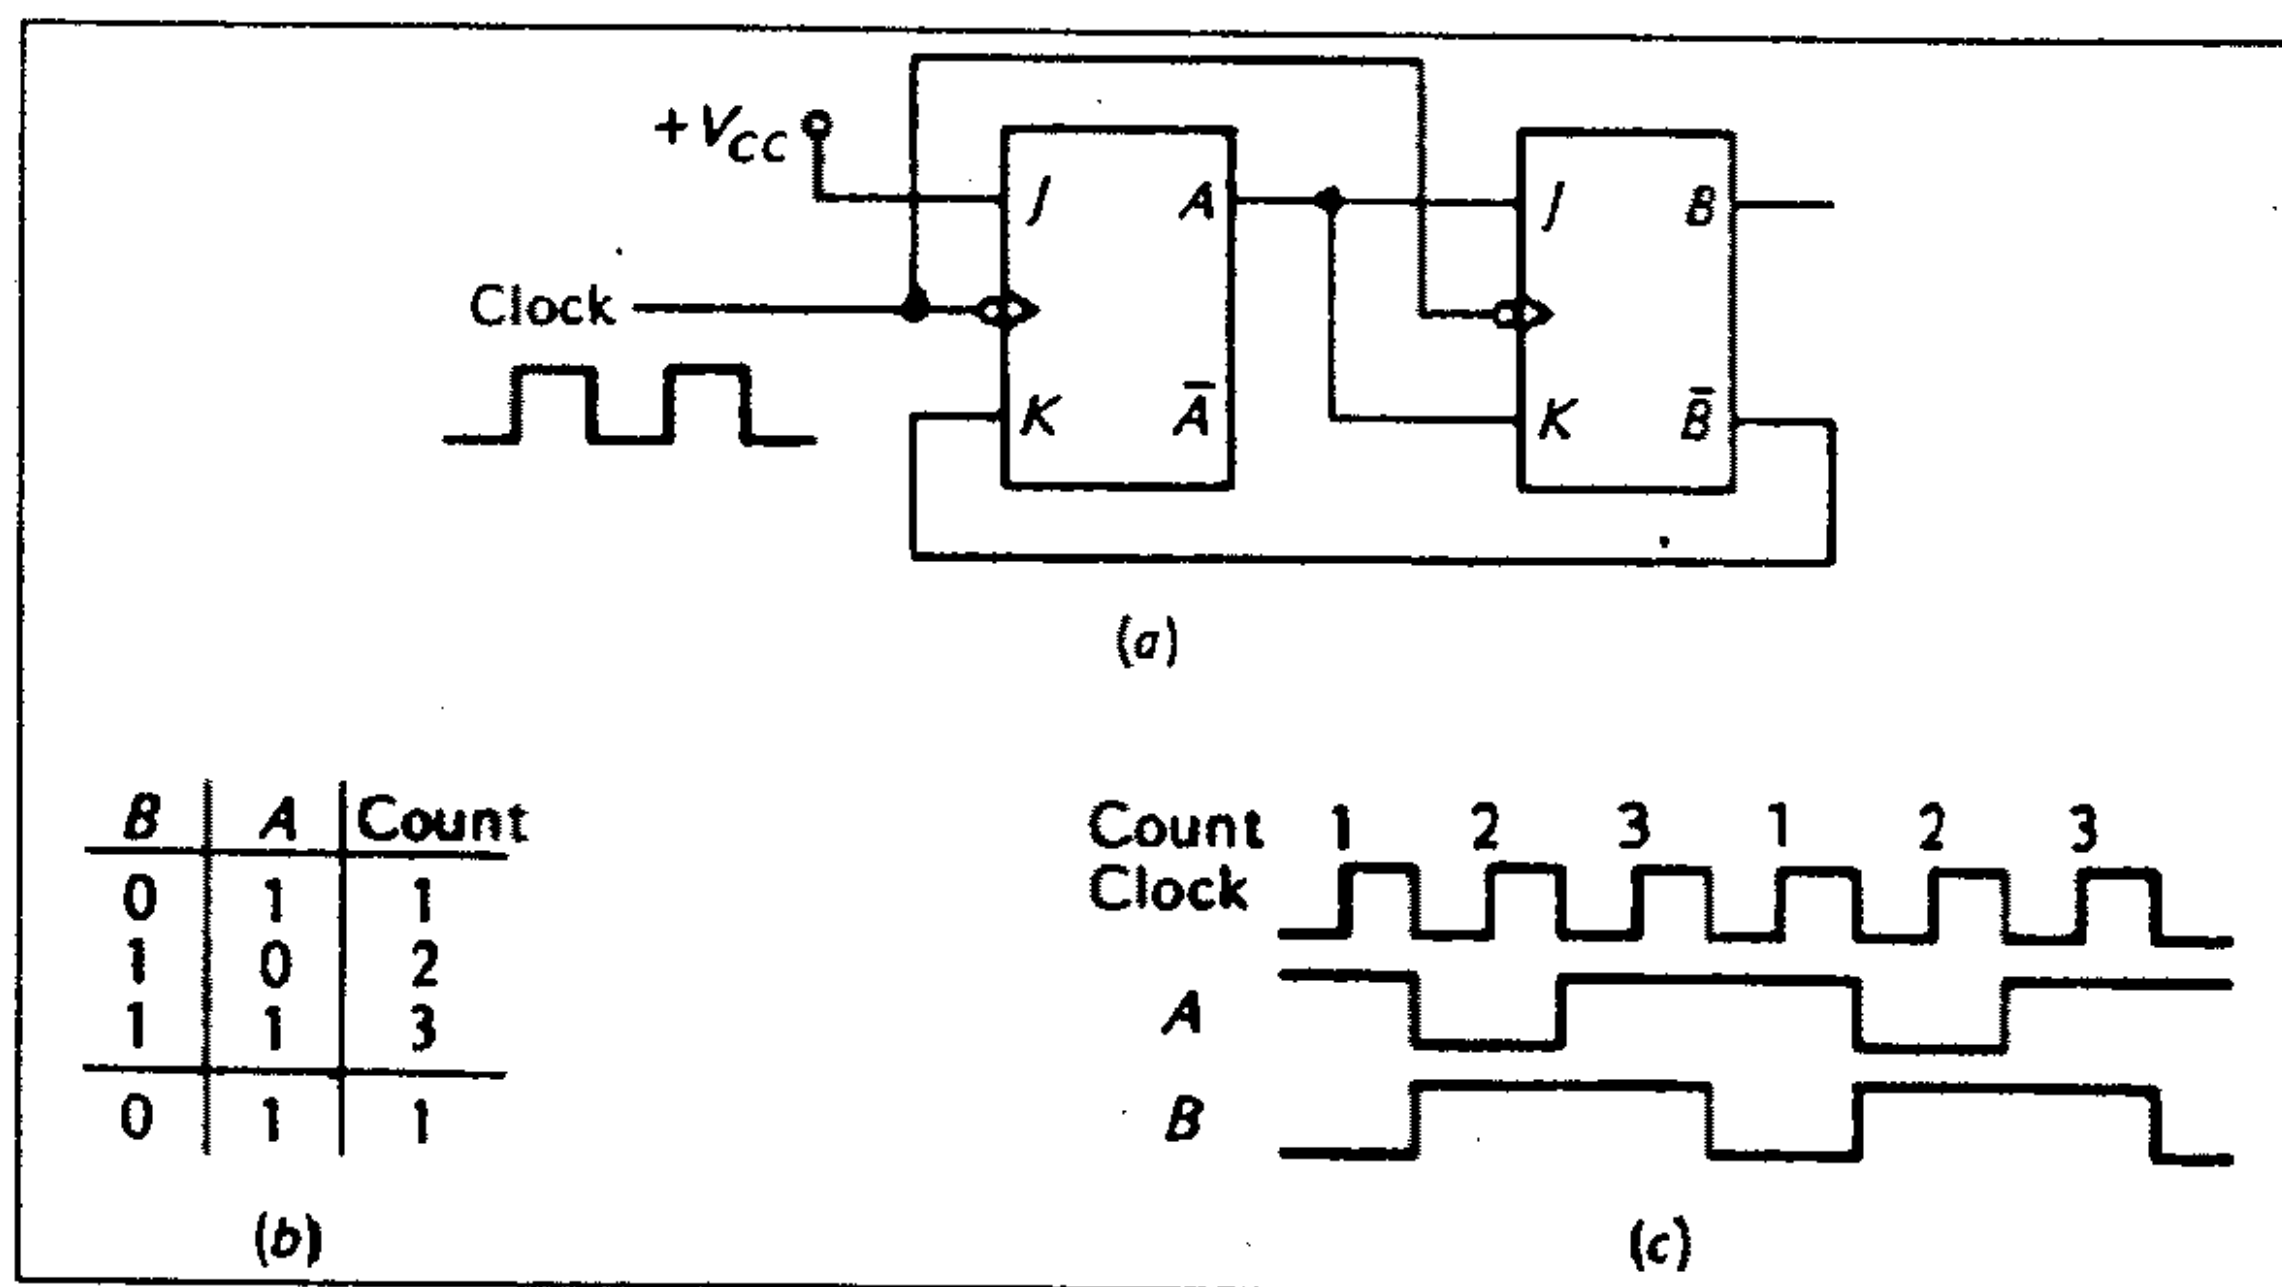 +V_CC
J A J B
Clock
K A̅ K B̅
(a)
B A Count
0 1 1
1 0 2
1 1 3
0 1 1
(b)
Count 1 2 3 1 2 3
Clock
A
B
(c)